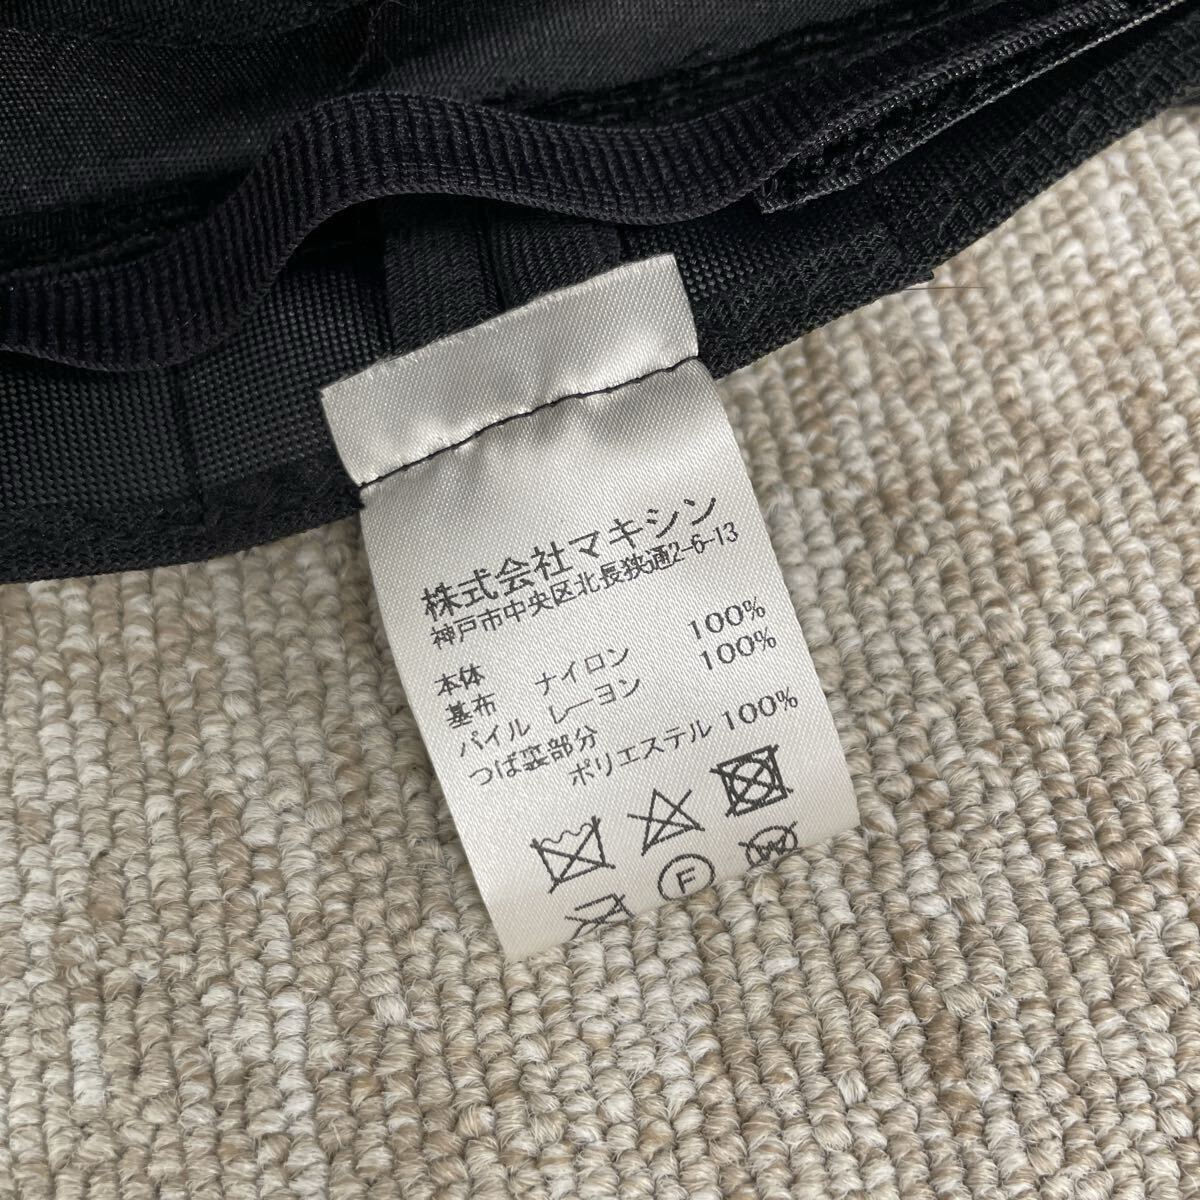 株式会社マキシン
神戸市中央区北長狭通2-6-13
本体
基布 ナイロン 100%
パイル レーヨン 100%
つば裏部分
ポリエステル 100%
F
W